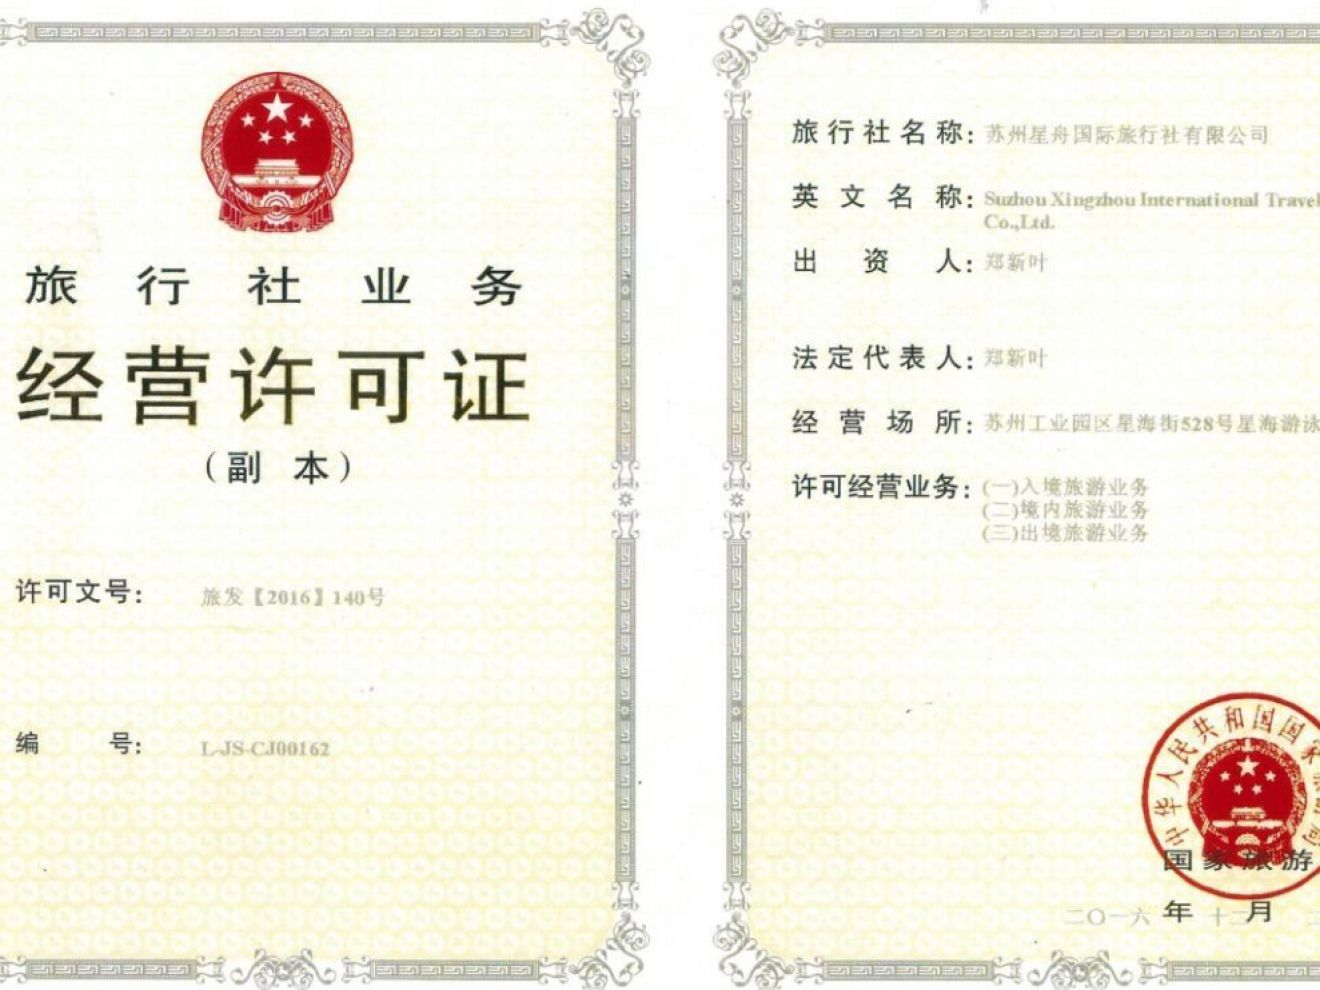 旅行社业务
经营许可证
（副 本）
许可文号： 旅发【2016】140号
编 号： L-JS-CJ00162
旅行社名称： 苏州星舟国际旅行社有限公司
英文名称： Suzhou Xingzhou International Travel
Co.,Ltd.
出资人： 郑新叶
法定代表人： 郑新叶
经营场所： 苏州工业园区星海街528号星海游泳
许可经营业务： (一)入境旅游业务
(二)境内旅游业务
(三)出境旅游业务
中华人民共和国国家旅游局
国家旅游
二〇一六 年 十二 月